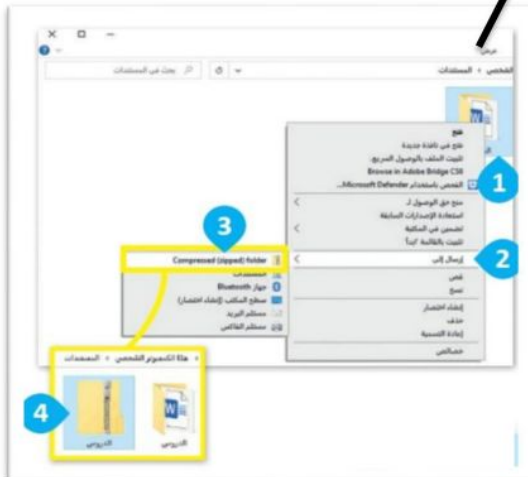 عرض
الشخصي › المستندات
بحث في المستندات
فتح
فتح في نافذة جديدة
تثبيت الملف بالوصول السريع.
Browse in Adobe Bridge CS6
الفحص باستخدام Microsoft Defender...
منح حق الوصول لـ
استعادة الإصدارات السابقة
تضمين في المكتبة
تثبيت بالقائمة 'ابدأ'
إرسال إلى
قص
نسخ
إنشاء اختصار
حذف
إعادة التسمية
خصائص
1
2
3
Compressed (zipped) folder
المستندات
جهاز Bluetooth
سطح المكتب (إنشاء اختصار)
مستلم البريد
مستلم الفاكس
هذا الكمبيوتر الشخصي › المستندات
4
الدروس
الدروس